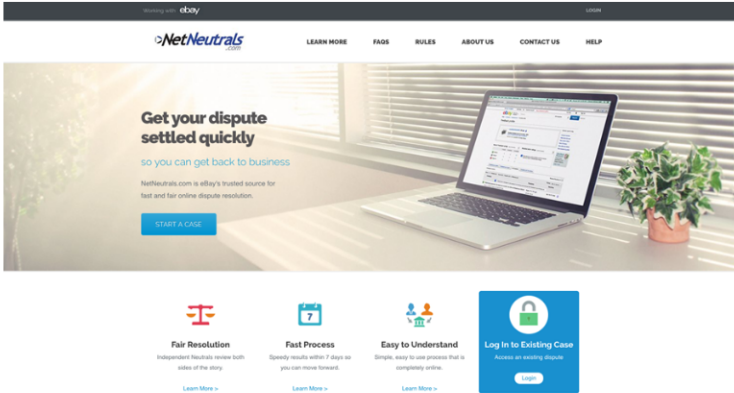 Working with ebay
LOGIN
NetNeutrals
.com
LEARN MORE
FAQS
RULES
ABOUT US
CONTACT US
HELP
Get your dispute
settled quickly
so you can get back to business
NetNeutrals.com is eBay's trusted source for
fast and fair online dispute resolution.
START A CASE
7
Fair Resolution
Independent Neutrals review both
sides of the story.
Learn More >
Fast Process
Speedy results within 7 days so
you can move forward.
Learn More >
Easy to Understand
Simple, easy to use process that is
completely online.
Learn More >
Log In to Existing Case
Access an existing dispute
Login